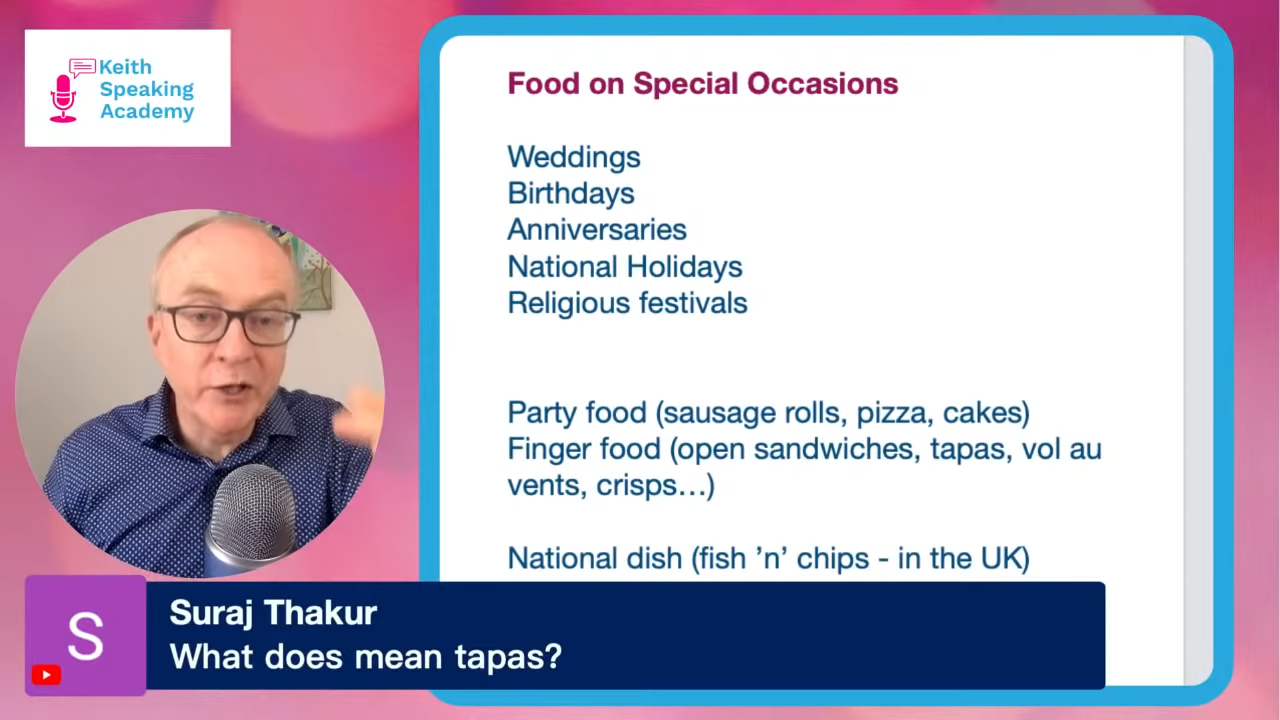 Keith
Speaking
Academy
Food on Special Occasions
Weddings
Birthdays
Anniversaries
National Holidays
Religious festivals
Party food (sausage rolls, pizza, cakes)
Finger food (open sandwiches, tapas, vol au
vents, crisps...)
National dish (fish 'n' chips - in the UK)
S
Suraj Thakur
What does mean tapas?